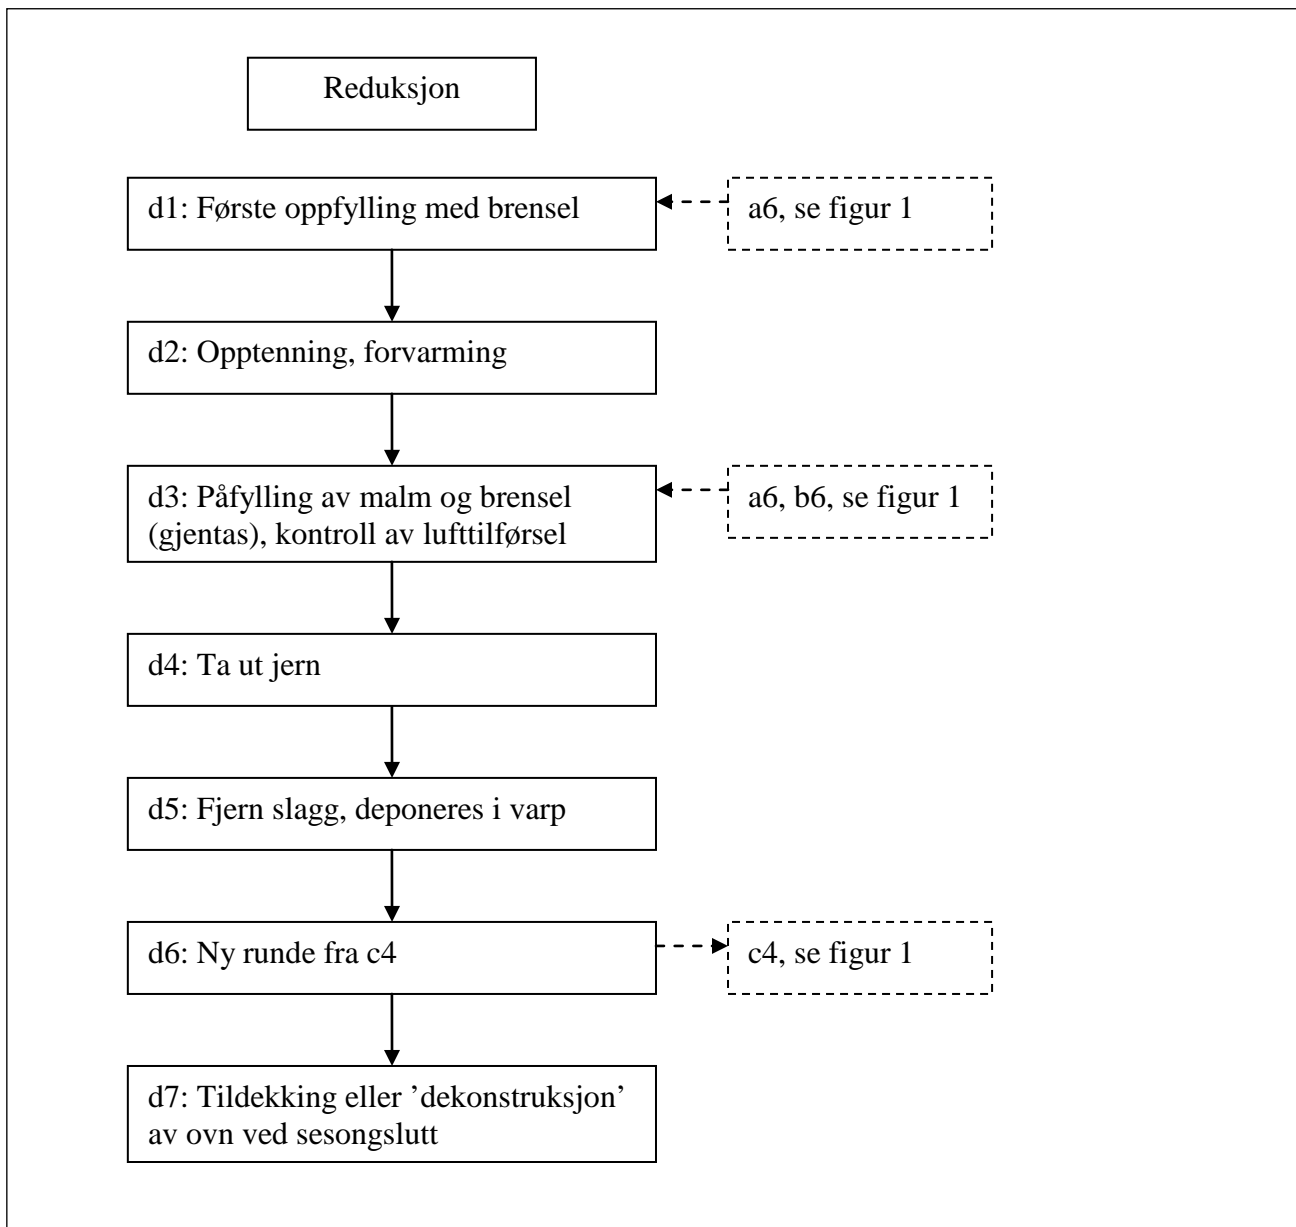 Reduksjon
d1: Første oppfylling med brensel
a6, se figur 1
d2: Opptenning, forvarming
d3: Påfylling av malm og brensel
(gjentas), kontroll av lufttilførsel
a6, b6, se figur 1
d4: Ta ut jern
d5: Fjern slagg, deponeres i varp
d6: Ny runde fra c4
c4, se figur 1
d7: Tildekking eller ’dekonstruksjon’
av ovn ved sesongslutt